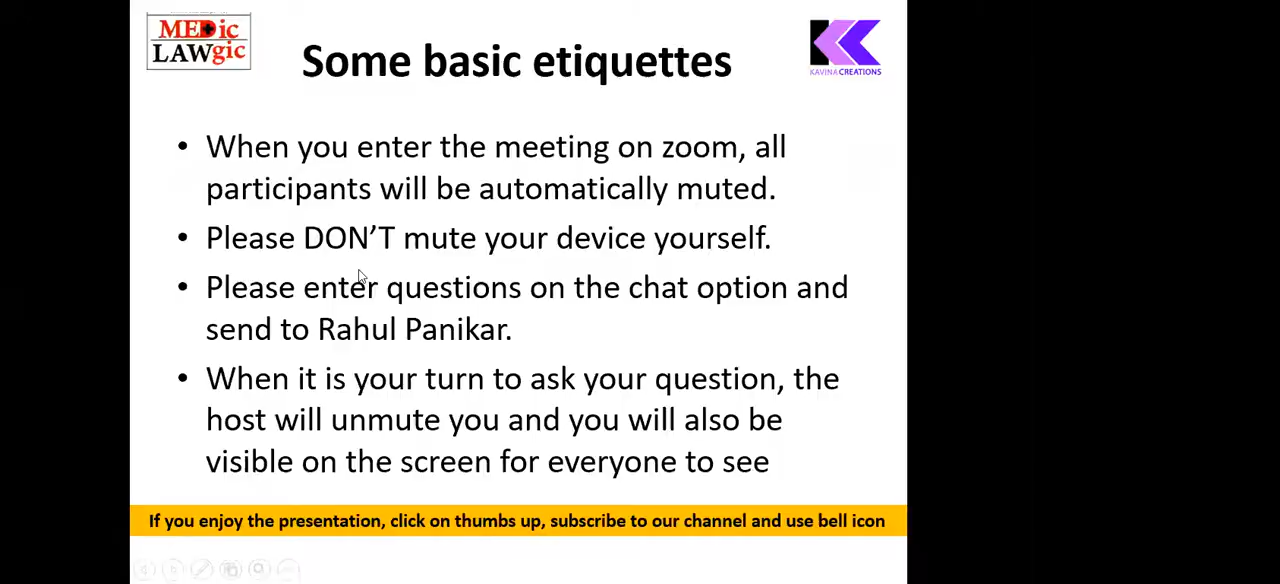 MEDic
LAWgic
Some basic etiquettes
KAVINA CREATIONS
• When you enter the meeting on zoom, all
participants will be automatically muted.
• Please DON’T mute your device yourself.
• Please enter questions on the chat option and
send to Rahul Panikar.
• When it is your turn to ask your question, the
host will unmute you and you will also be
visible on the screen for everyone to see
If you enjoy the presentation, click on thumbs up, subscribe to our channel and use bell icon